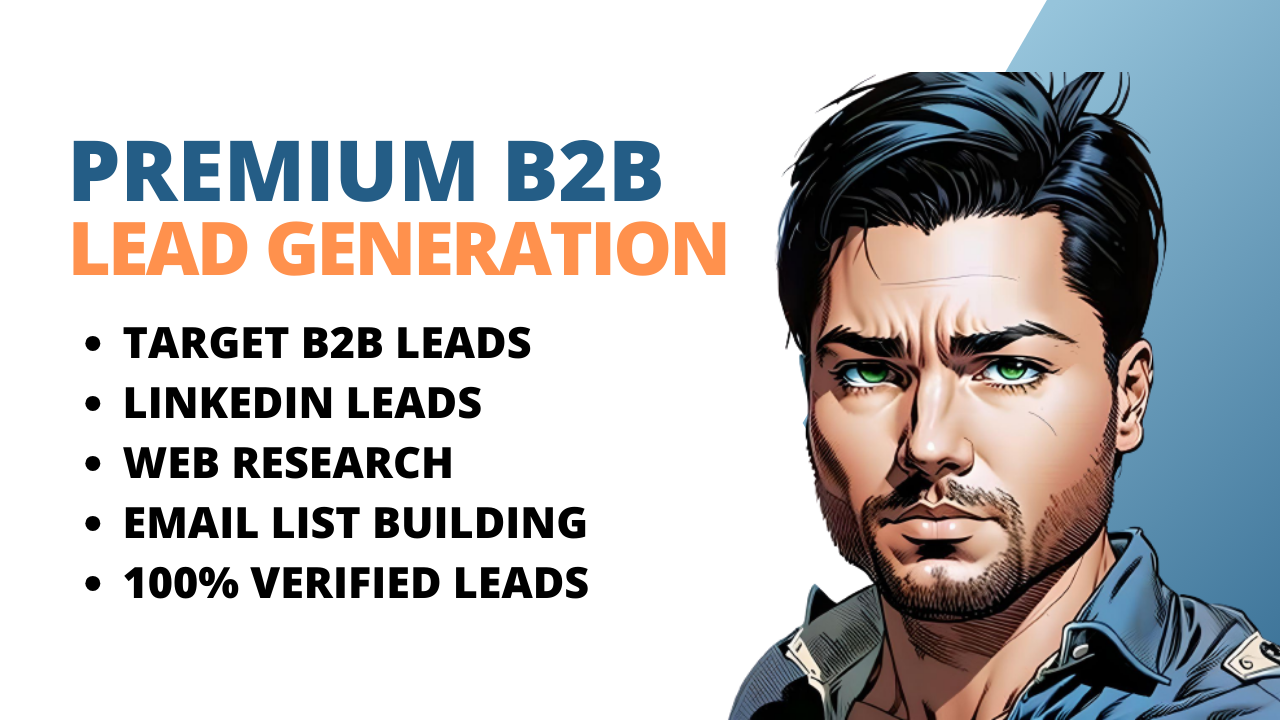 PREMIUM B2B
LEAD GENERATION
• TARGET B2B LEADS
• LINKEDIN LEADS
• WEB RESEARCH
• EMAIL LIST BUILDING
• 100% VERIFIED LEADS